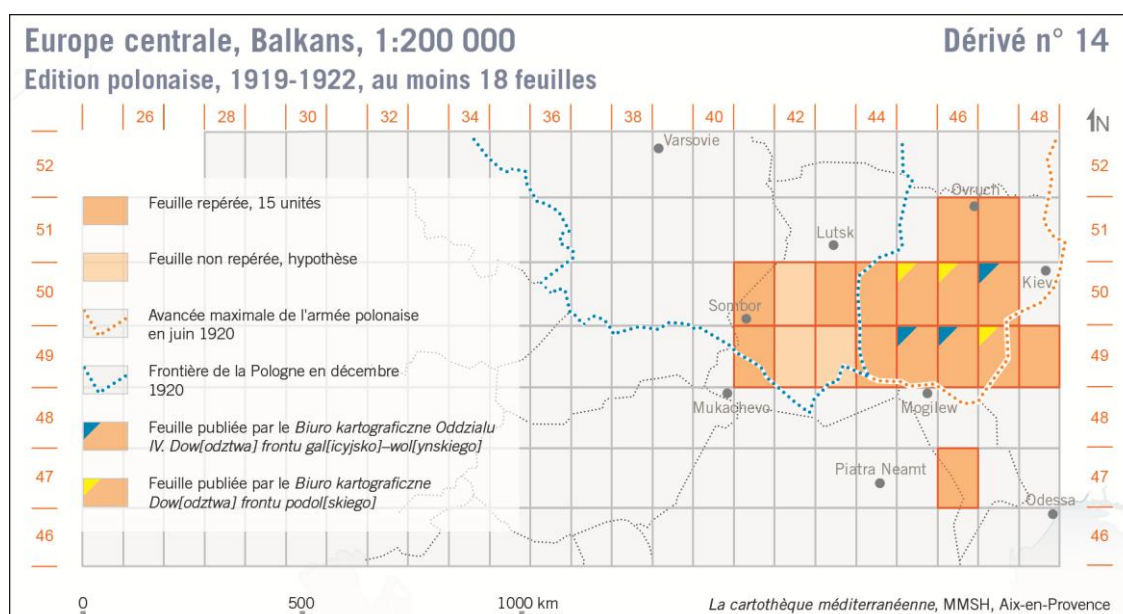 Europe centrale, Balkans, 1:200 000
Dérivé n° 14
Edition polonaise, 1919-1922, au moins 18 feuilles
26 28 30 32 34 36 38 40 42 44 46 48
N
52 52
51 51
50 50
49 49
48 48
47 47
46 46
Varsovie
Ovruch
Lutsk
Kiev
Sombor
Mukachevo
Mogilew
Piatra Neamt
Odessa
Feuille repérée, 15 unités
Feuille non repérée, hypothèse
Avancée maximale de l'armée polonaise
en juin 1920
Frontière de la Pologne en décembre
1920
Feuille publiée par le Biuro kartograficzne Oddzialu
IV. Dow[odztwa] frontu gal[icyjsko]–wol[ynskiego]
Feuille publiée par le Biuro kartograficzne
Dow[odztwa] frontu podol[skiego]
0 500 1000 km
La cartothèque méditerranéenne, MMSH, Aix-en-Provence